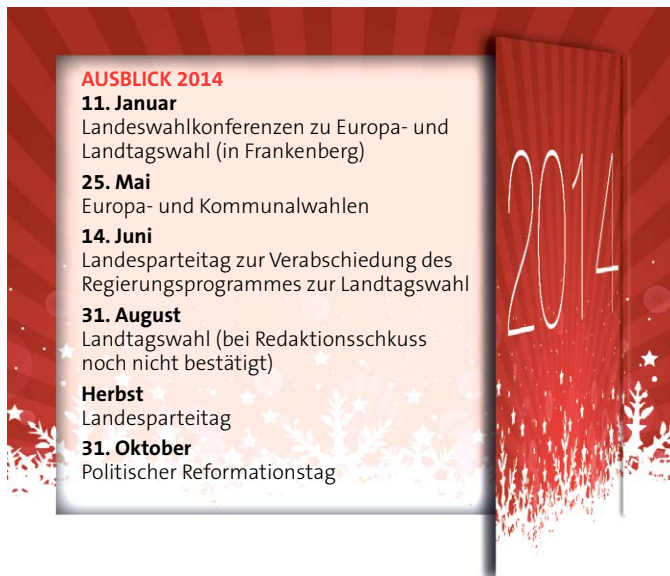 AUSBLICK 2014
11. Januar
Landeswahlkonferenzen zu Europa- und
Landtagswahl (in Frankenberg)
25. Mai
Europa- und Kommunalwahlen
14. Juni
Landesparteitag zur Verabschiedung des
Regierungsprogrammes zur Landtagswahl
31. August
Landtagswahl (bei Redaktionsschkuss
noch nicht bestätigt)
Herbst
Landesparteitag
31. Oktober
Politischer Reformationstag
2014